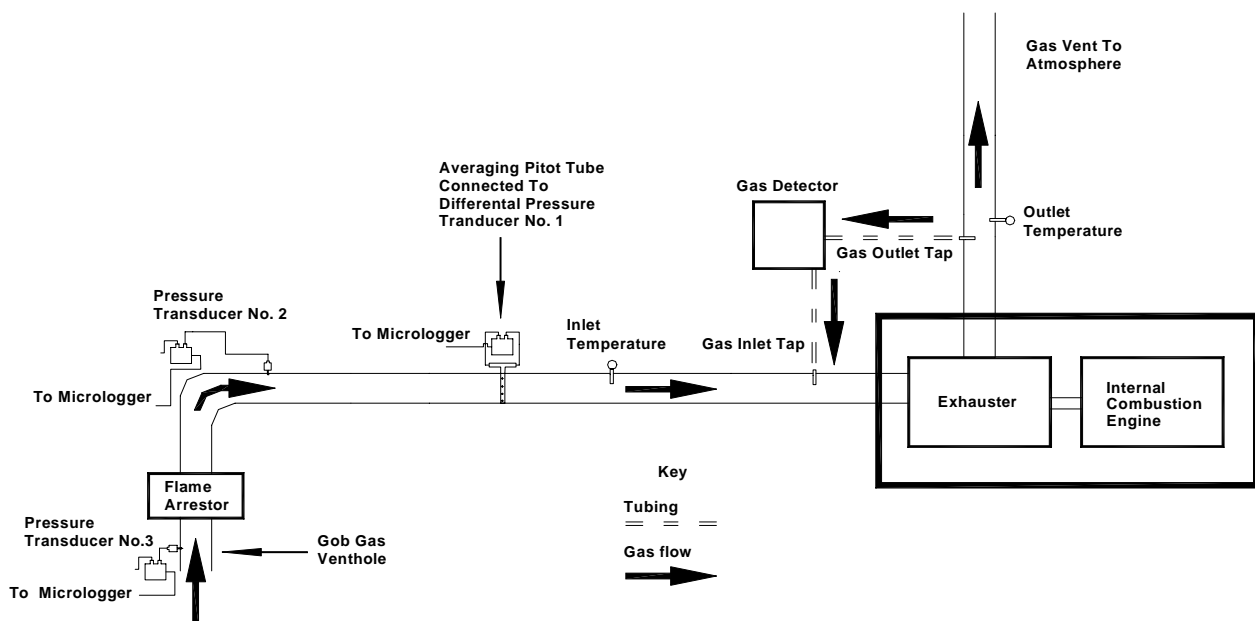 Gas Vent To
Atmosphere
Averaging Pitot Tube
Connected To
Differental Pressure
Tranducer No. 1
Gas Detector
Outlet
Temperature
Gas Outlet Tap
Pressure
Transducer No. 2
To Micrologger
Inlet
Temperature
Gas Inlet Tap
To Micrologger
Exhauster
Internal
Combustion
Engine
Flame
Arrestor
Key
Tubing
Gas flow
Pressure
Transducer No.3
Gob Gas
Venthole
To Micrologger